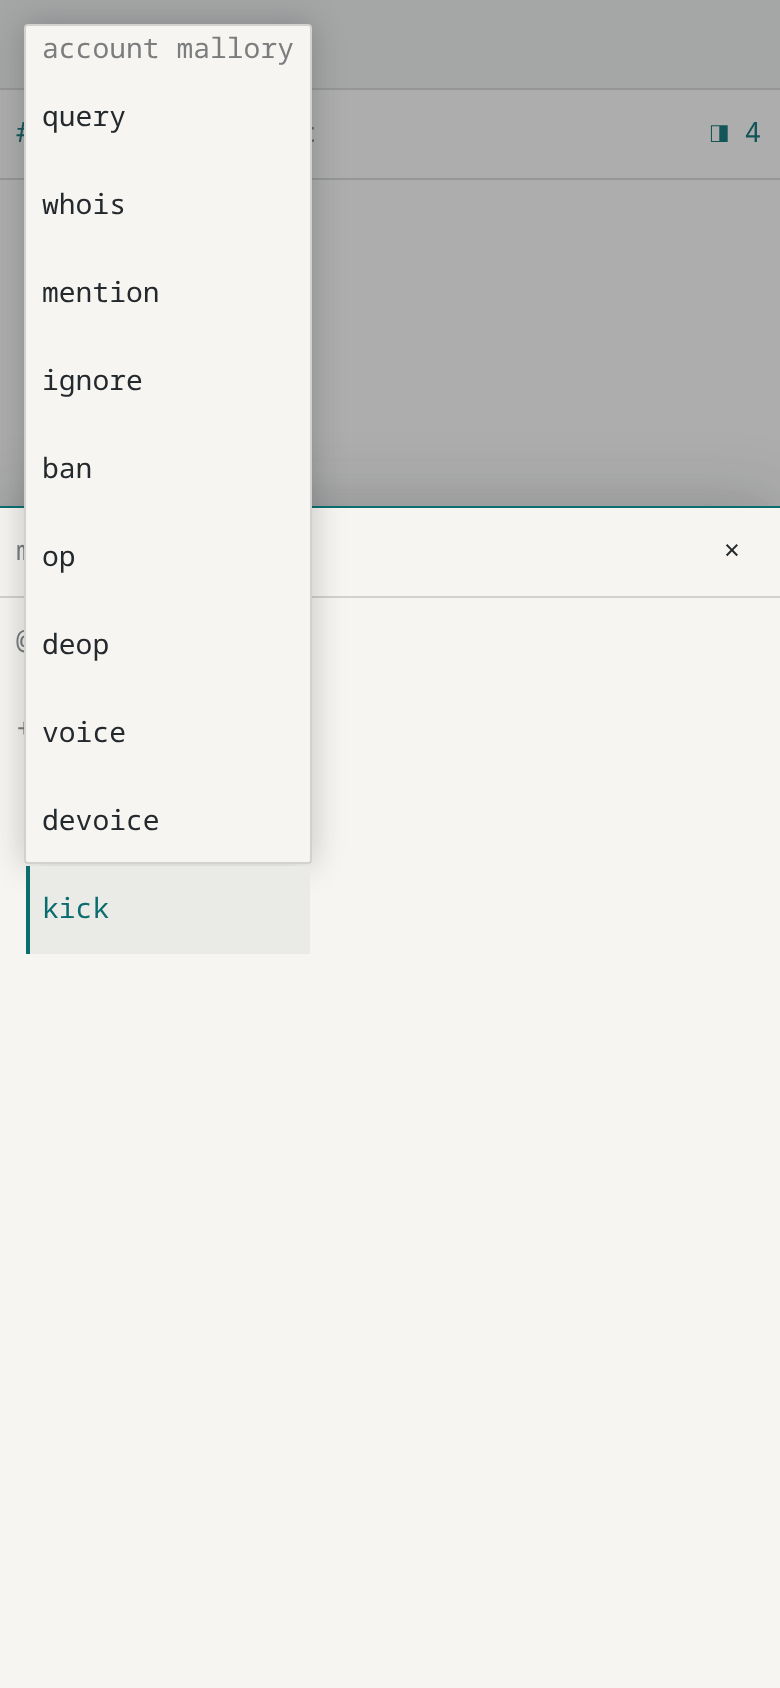 account mallory
#
4
query
whois
mention
ignore
ban
op
×
deop
@
voice
devoice
kick